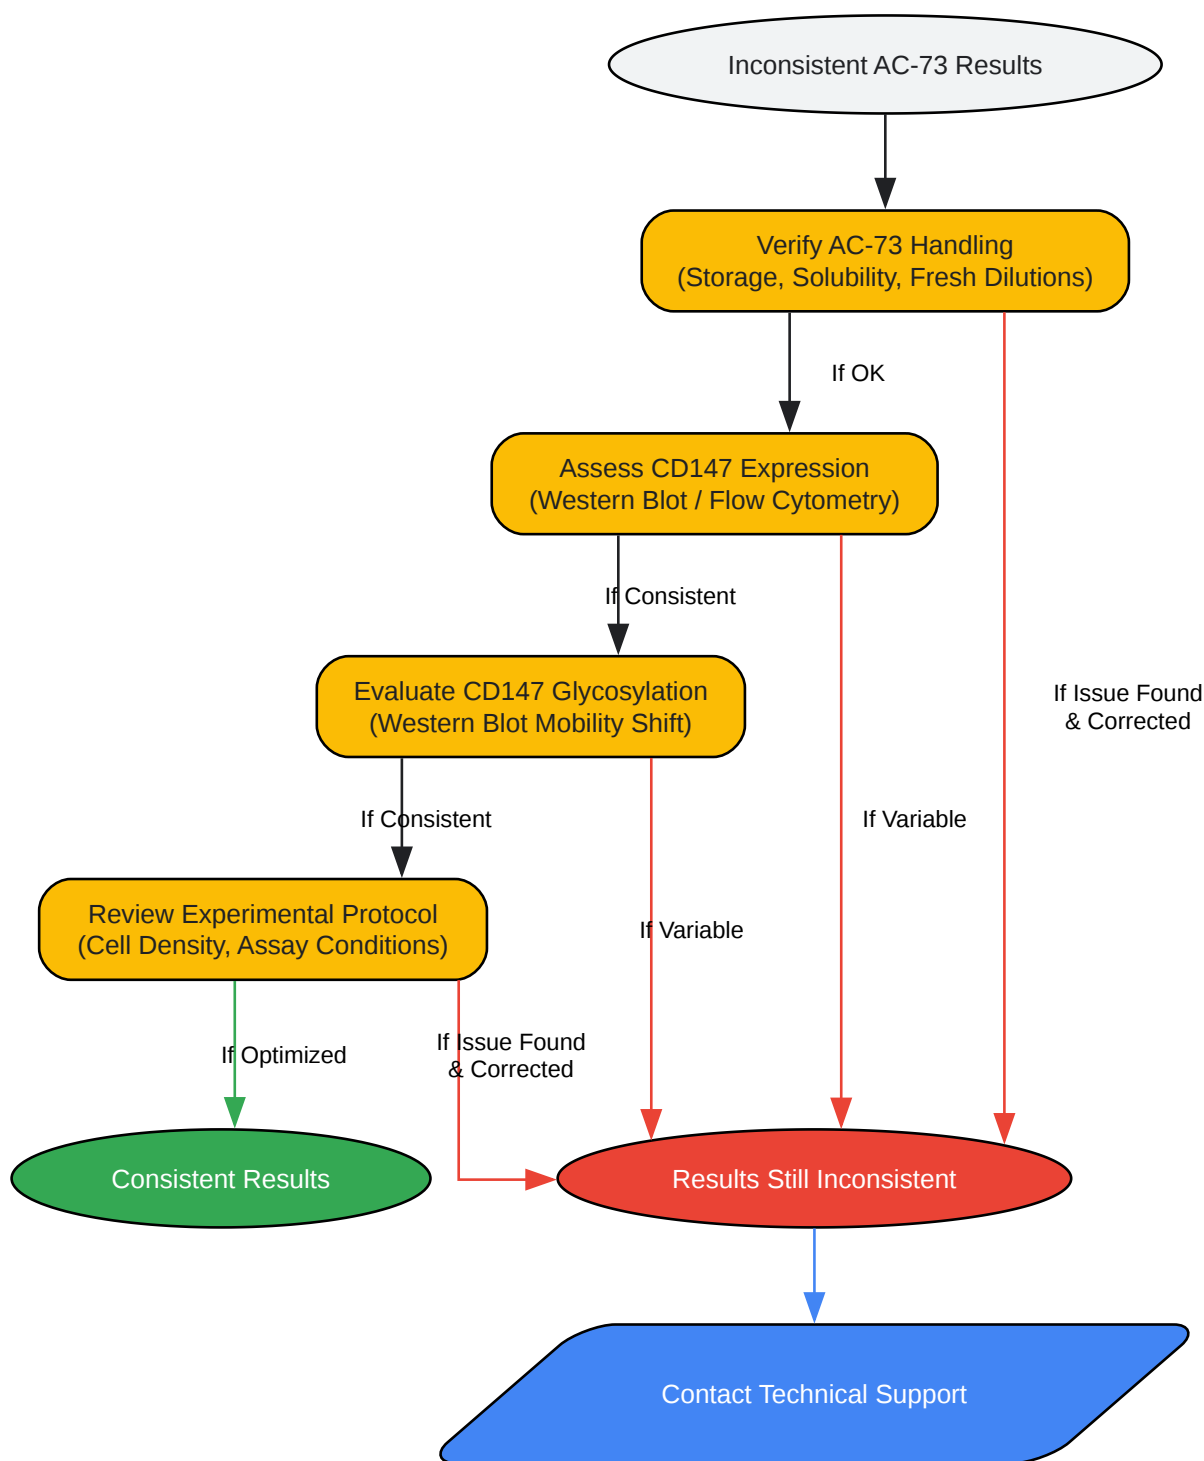 Inconsistent AC-73 Results
Verify AC-73 Handling
(Storage, Solubility, Fresh Dilutions)
If OK
Assess CD147 Expression
(Western Blot / Flow Cytometry)
If Consistent
Evaluate CD147 Glycosylation
(Western Blot Mobility Shift)
If Issue Found
& Corrected
If Consistent
If Variable
Review Experimental Protocol
(Cell Density, Assay Conditions)
If Variable
If Optimized
If Issue Found
& Corrected
Consistent Results
Results Still Inconsistent
Contact Technical Support